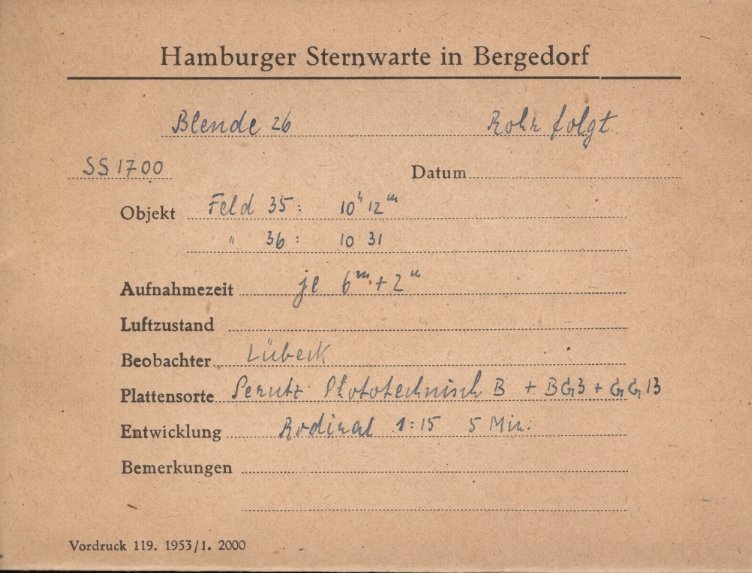 Hamburger Sternwarte in Bergedorf
Blende 26 Rohr folgt
SS 1700 Datum
Objekt Feld 35 : 10ʰ 12ᵐ
" 36 : 10 31
Aufnahmezeit je 6ᵐ + 2ᵐ
Luftzustand
Beobachter Lübeck
Plattensorte Perutz Phototechnisch B + BG3 + GG 13
Entwicklung Rodinal 1:15 5 Min.
Bemerkungen
Vordruck 119. 1953/1. 2000